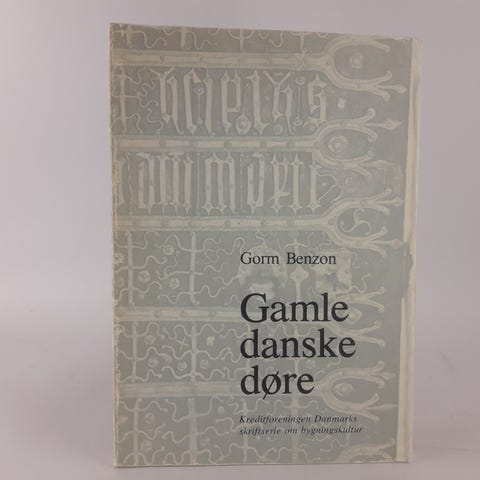 Gorm Benzon
Gamle
danske
døre
Kreditforeningen Danmarks
skriftserie om bygningskultur